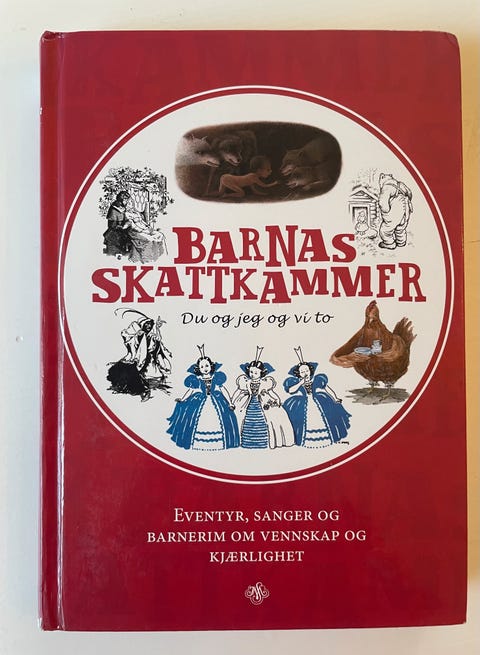 BARNAS
SKATTKAMMER
Du og jeg og vi to
EVENTYR, SANGER OG
BARNERIM OM VENNSKAP OG
KJÆRLIGHET